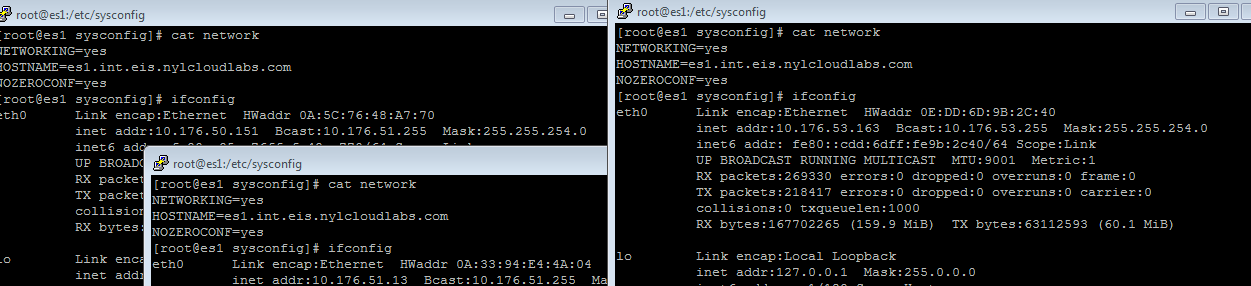 root@es1:/etc/sysconfig
[root@es1 sysconfig]# cat network
NETWORKING=yes
HOSTNAME=es1.int.eis.nylcloudlabs.com
NOZEROCONF=yes
[root@es1 sysconfig]# ifconfig
eth0 Link encap:Ethernet HWaddr 0A:5C:76:48:A7:70
inet addr:10.176.50.151 Bcast:10.176.51.255 Mask:255.255.254.0
inet6
UP BROADC
RX packet
TX packet
collision
RX bytes:
lo Link enca
inet addr
root@es1:/etc/sysconfig
[root@es1 sysconfig]# cat network
NETWORKING=yes
HOSTNAME=es1.int.eis.nylcloudlabs.com
NOZEROCONF=yes
[root@es1 sysconfig]# ifconfig
eth0 Link encap:Ethernet HWaddr 0A:33:94:E4:4A:04
inet addr:10.176.51.13 Bcast:10.176.51.255 Ma
root@es1:/etc/sysconfig
[root@es1 sysconfig]# cat network
NETWORKING=yes
HOSTNAME=es1.int.eis.nylcloudlabs.com
NOZEROCONF=yes
[root@es1 sysconfig]# ifconfig
eth0 Link encap:Ethernet HWaddr 0E:DD:6D:9B:2C:40
inet addr:10.176.53.163 Bcast:10.176.53.255 Mask:255.255.254.0
inet6 addr: fe80::cdd:6dff:fe9b:2c40/64 Scope:Link
UP BROADCAST RUNNING MULTICAST MTU:9001 Metric:1
RX packets:269330 errors:0 dropped:0 overruns:0 frame:0
TX packets:218417 errors:0 dropped:0 overruns:0 carrier:0
collisions:0 txqueuelen:1000
RX bytes:167702265 (159.9 MiB) TX bytes:63112593 (60.1 MiB)
lo Link encap:Local Loopback
inet addr:127.0.0.1 Mask:255.0.0.0